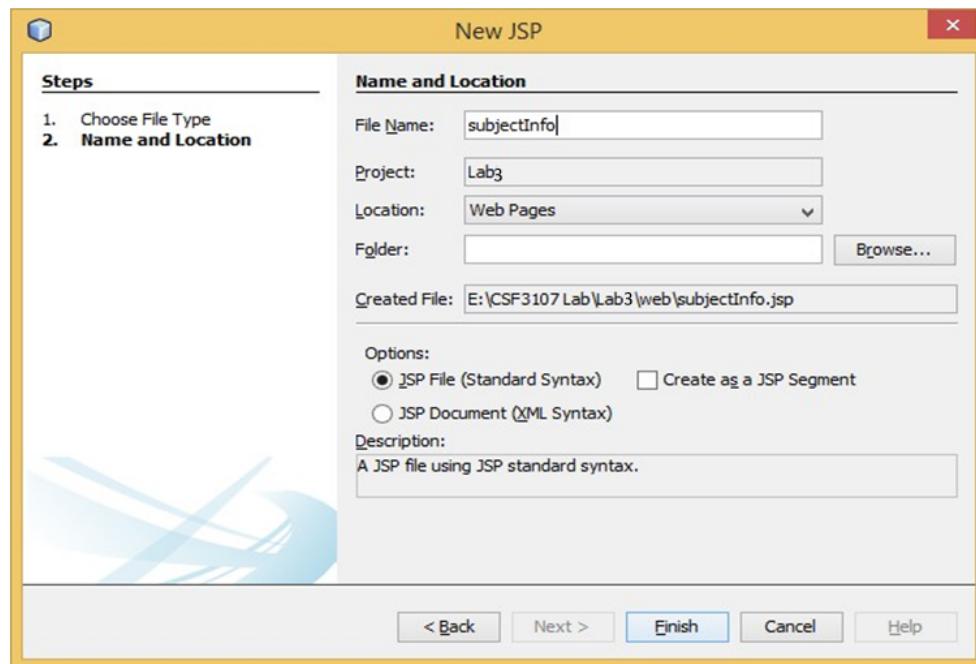 New JSP
Steps
1. Choose File Type
2. Name and Location
Name and Location
File Name: subjectInfo
Project: Lab3
Location: Web Pages
Folder: Browse...
Created File: E:\CSF3107 Lab\Lab3\web\subjectInfo.jsp
Options:
JSP File (Standard Syntax) Create as a JSP Segment
JSP Document (XML Syntax)
Description:
A JSP file using JSP standard syntax.
< Back Next > Finish Cancel Help